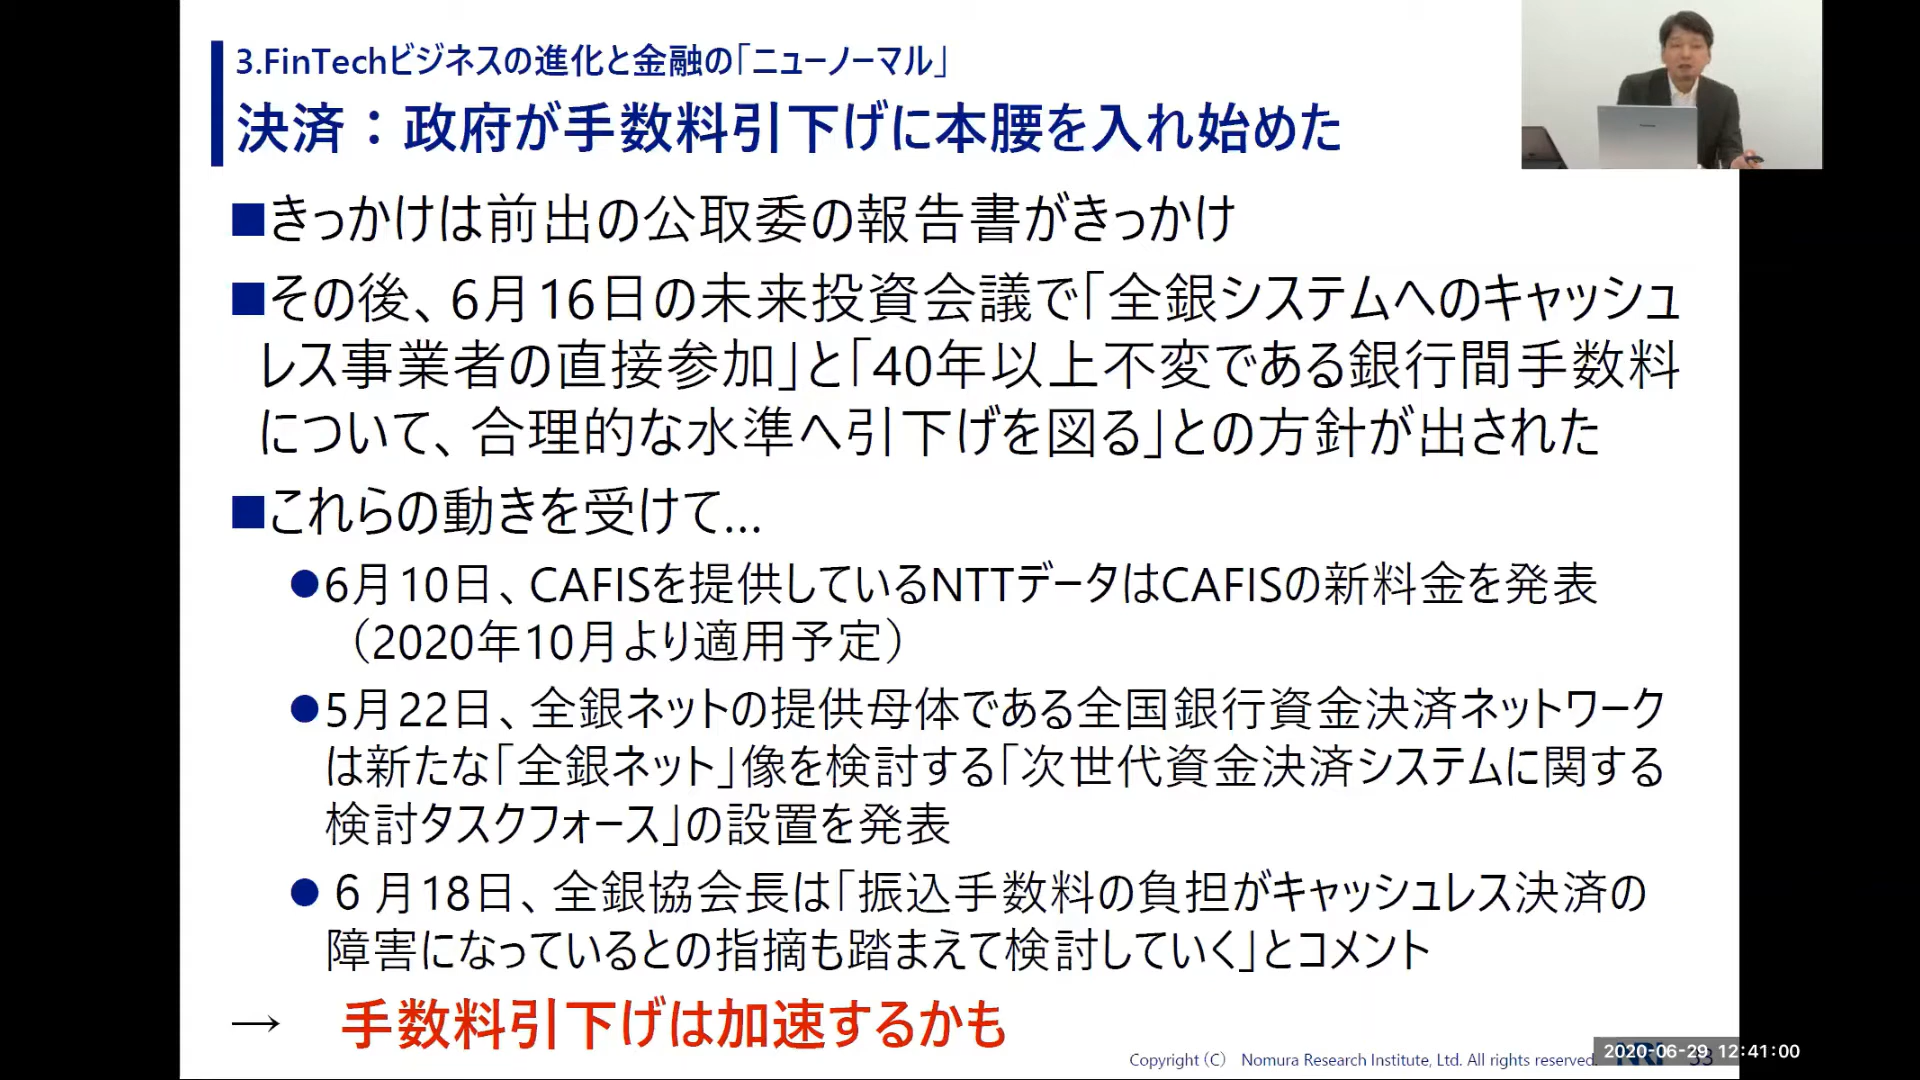 3.FinTechビジネスの進化と金融の「ニューノーマル」
決済：政府が手数料引下げに本腰を入れ始めた
■きっかけは前出の公取委の報告書がきっかけ
■その後、6月16日の未来投資会議で「全銀システムへのキャッシュ
レス事業者の直接参加」と「40年以上不変である銀行間手数料
について、合理的な水準へ引下げを図る」との方針が出された
■これらの動きを受けて…
●6月10日、CAFISを提供しているNTTデータはCAFISの新料金を発表
（2020年10月より適用予定）
●5月22日、全銀ネットの提供母体である全国銀行資金決済ネットワーク
は新たな「全銀ネット」像を検討する「次世代資金決済システムに関する
検討タスクフォース」の設置を発表
●６月18日、全銀協会長は「振込手数料の負担がキャッシュレス決済の
障害になっているとの指摘も踏まえて検討していく」とコメント
→　手数料引下げは加速するかも
Copyright（C） Nomura Research Institute, Ltd. All rights reserved.
NRI 33
2020-06-29 12:41:00